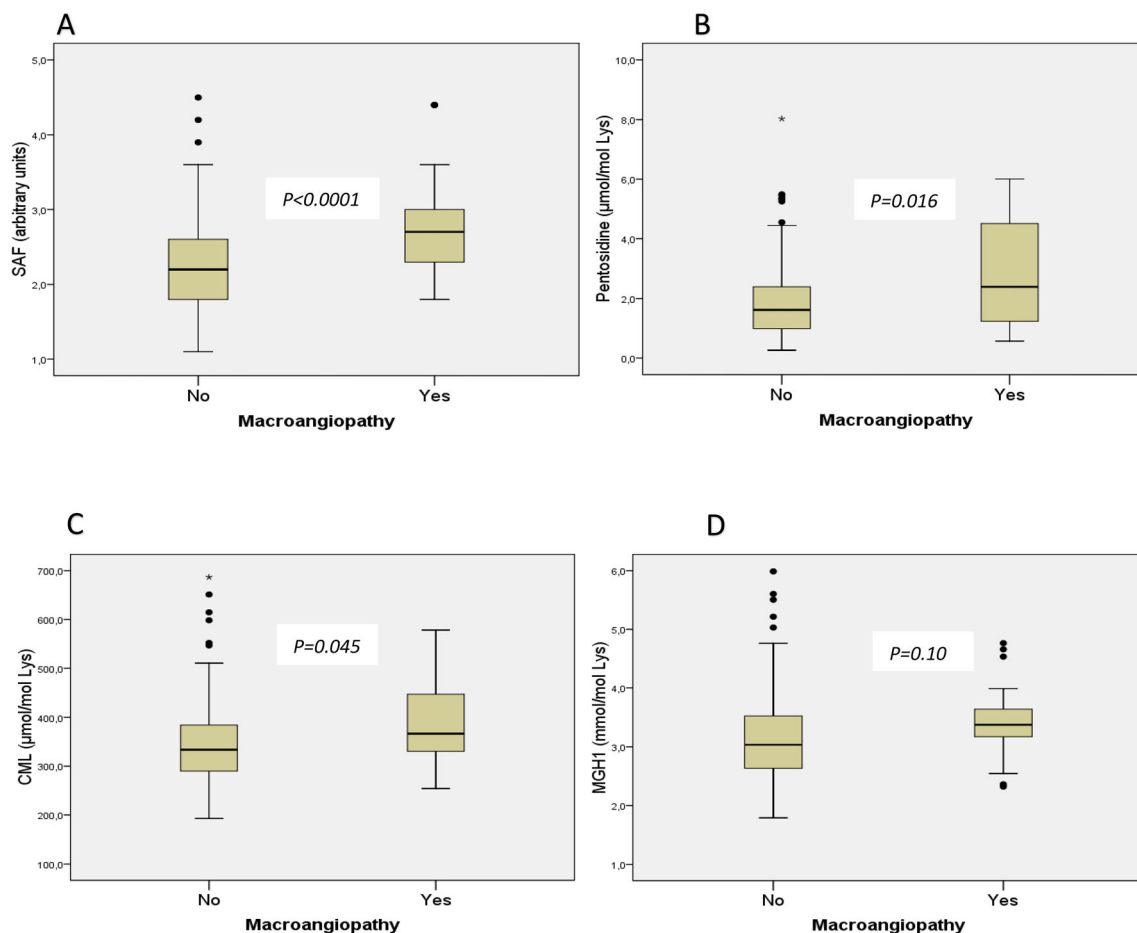 A
SAF (arbitrary units)
5,0
4,0
3,0
2,0
1,0
P<0.0001
No
Yes
Macroangiopathy
B
Pentosidine (µmol/mol Lys)
10,0
8,0
6,0
4,0
2,0
0,0
*
P=0.016
No
Yes
Macroangiopathy
C
CML (µmol/mol Lys)
700,0
600,0
500,0
400,0
300,0
200,0
100,0
*
P=0.045
No
Yes
Macroangiopathy
D
MGH1 (mmol/mol Lys)
6,0
5,0
4,0
3,0
2,0
1,0
P=0.10
No
Yes
Macroangiopathy